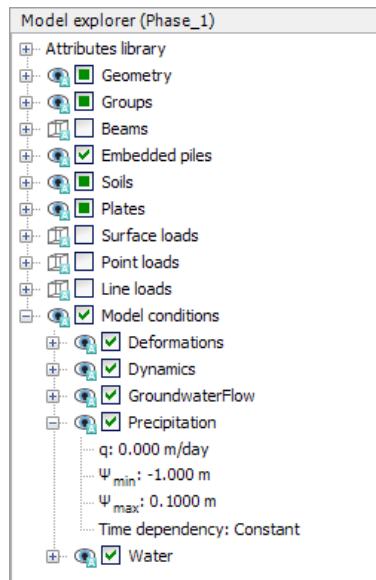 Model explorer (Phase_1)
Attributes library
Geometry
Groups
Beams
Embedded piles
Soils
Plates
Surface loads
Point loads
Line loads
Model conditions
Deformations
Dynamics
GroundwaterFlow
Precipitation
q: 0.000 m/day
Ψmin: -1.000 m
Ψmax: 0.1000 m
Time dependency: Constant
Water